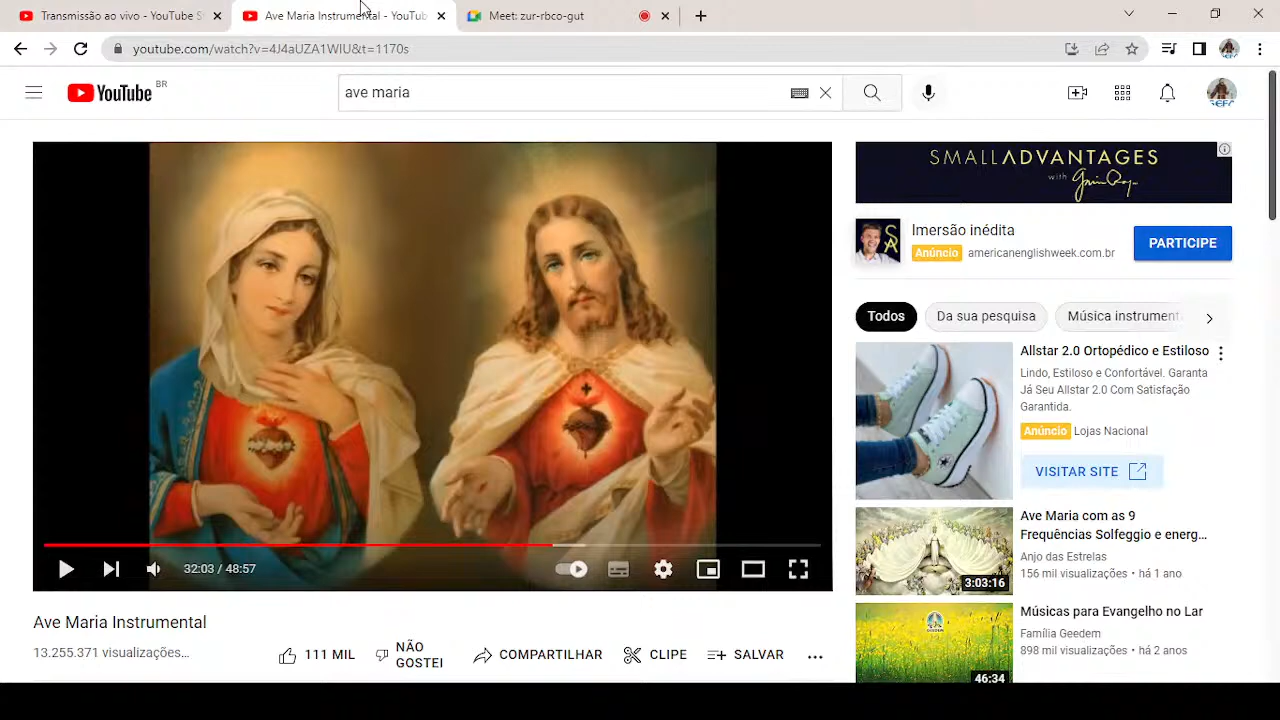 Transmissão ao vivo - YouTube S
Ave Maria Instrumental - YouTub
Meet: zur-rbco-gut
youtube.com/watch?v=4J4aUZA1WIU&t=1170s
YouTube BR
ave maria
SMALLADVANTAGES
with
Imersão inédita
Anúncio americanenglishweek.com.br
PARTICIPE
Todos
Da sua pesquisa
Música instrument
Allstar 2.0 Ortopédico e Estiloso
Lindo, Estiloso e Confortável. Garanta
Já Seu Allstar 2.0 Com Satisfação
Garantida.
Anúncio Lojas Nacional
VISITAR SITE
Ave Maria com as 9
Frequências Solfeggio e energ...
Anjo das Estrelas
156 mil visualizações • há 1 ano
3:03:16
Músicas para Evangelho no Lar
Família Geedem
898 mil visualizações • há 2 anos
GEEDEM
46:34
32:03 / 48:57
Ave Maria Instrumental
13.255.371 visualizações...
111 MIL
NÃO
GOSTEI
COMPARTILHAR
CLIPE
SALVAR